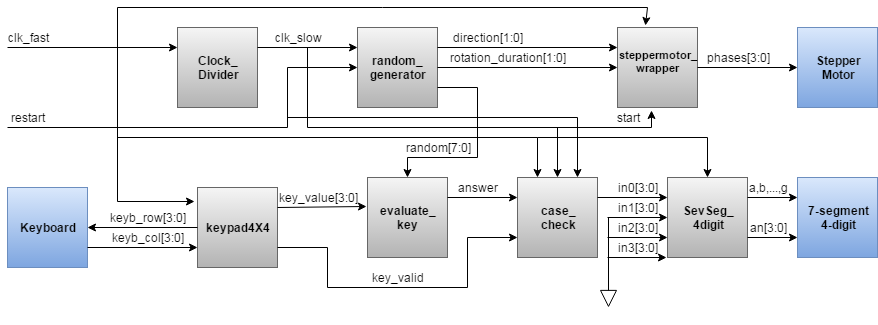 clk_fast
Clock_
Divider
clk_slow
random_
generator
direction[1:0]
rotation_duration[1:0]
steppermotor_
wrapper
phases[3:0]
Stepper
Motor
restart
start
random[7:0]
Keyboard
keyb_row[3:0]
keyb_col[3:0]
keypad4X4
key_value[3:0]
key_valid
evaluate_
key
answer
case_
check
in0[3:0]
in1[3:0]
in2[3:0]
in3[3:0]
SevSeg_
4digit
a,b,...,g
an[3:0]
7-segment
4-digit